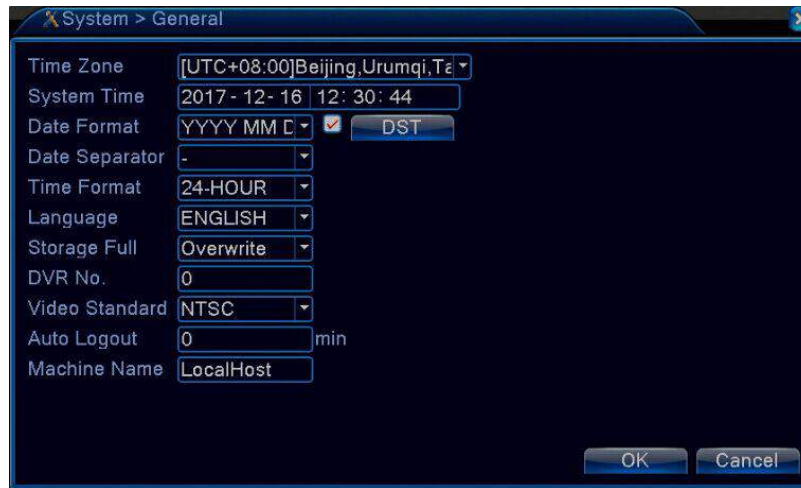 System > General
Time Zone [UTC+08:00]Beijing,Urumqi,Ta
System Time 2017-12-16 12:30:44
Date Format YYYY MM D DST
Date Separator -
Time Format 24-HOUR
Language ENGLISH
Storage Full Overwrite
DVR No. 0
Video Standard NTSC
Auto Logout 0 min
Machine Name LocalHost
OK Cancel